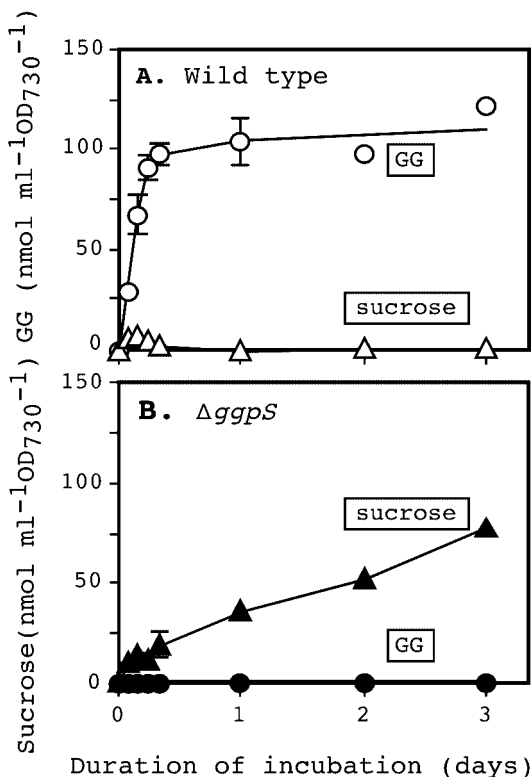 Sucrose(nmol ml⁻¹OD₇₃₀⁻¹) GG (nmol ml⁻¹OD₇₃₀⁻¹)
150
A. Wild type
100
GG
50
sucrose
0
150
B. ΔggpS
100
sucrose
50
GG
0
0 1 2 3
Duration of incubation (days)